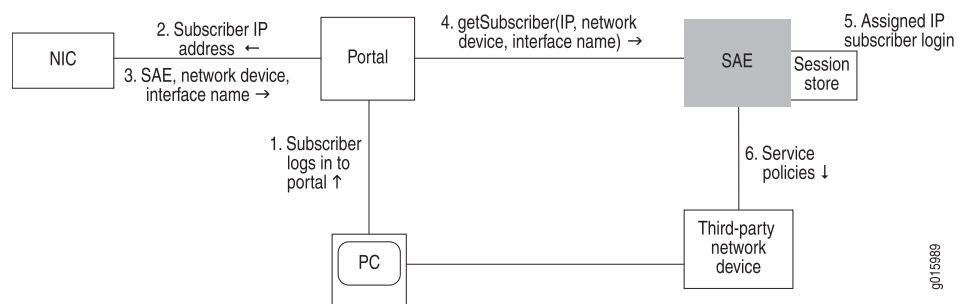 NIC
2. Subscriber IP
address ←
3. SAE, network device,
interface name →
Portal
4. getSubscriber(IP, network
device, interface name) →
SAE
Session
store
5. Assigned IP
subscriber login
1. Subscriber
logs in to
portal ↑
6. Service
policies ↓
PC
Third-party
network
device
g015989